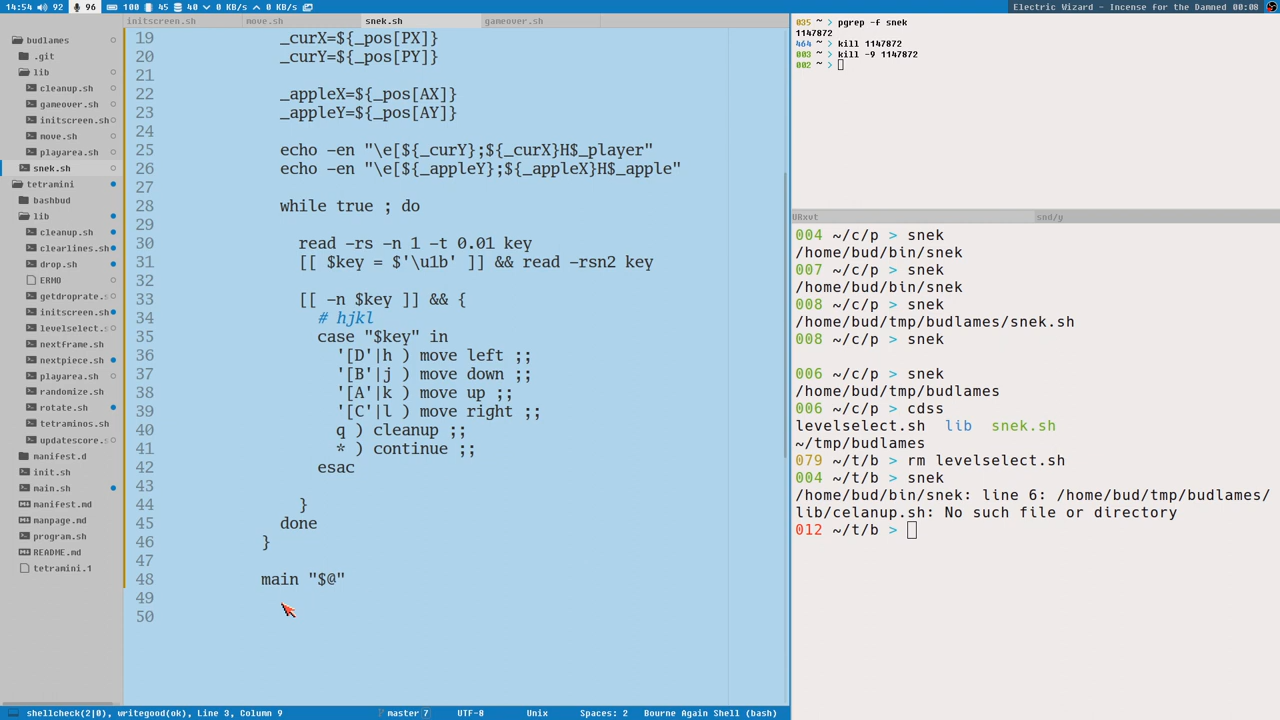 14:54 92 96 100 45 40 0 KB/s 0 KB/s
Electric Wizard - Incense for the Damned 00:08
initscreen.sh move.sh snek.sh gameover.sh
budlames
.git
lib
cleanup.sh
gameover.sh
initscreen.sh
move.sh
playarea.sh
snek.sh
tetramini
bashbud
lib
cleanup.sh
clearlines.sh
drop.sh
ERMO
getdroprate.s
initscreen.sh
levelselect.s
nextframe.sh
nextpiece.sh
playarea.sh
randomize.sh
rotate.sh
tetraminos.sh
updatescore.s
manifest.d
init.sh
main.sh
manifest.md
manpage.md
program.sh
README.md
tetramini.1
19 _curX=${_pos[PX]}
20 _curY=${_pos[PY]}
21
22 _appleX=${_pos[AX]}
23 _appleY=${_pos[AY]}
24
25 echo -en "\e[${_curY};${_curX}H$_player"
26 echo -en "\e[${_appleY};${_appleX}H$_apple"
27
28 while true ; do
29
30 read -rs -n 1 -t 0.01 key
31 [[ $key = $'\u1b' ]] && read -rsn2 key
32
33 [[ -n $key ]] && {
34 # hjkl
35 case "$key" in
36 '[D'|h ) move left ;;
37 '[B'|j ) move down ;;
38 '[A'|k ) move up ;;
39 '[C'|l ) move right ;;
40 q ) cleanup ;;
41 * ) continue ;;
42 esac
43
44 }
45 done
46 }
47
48 main "$@"
49
50
035 ~ > pgrep -f snek
1147872
464 ~ > kill 1147872
003 ~ > kill -9 1147872
002 ~ >
URxvt snd/y
004 ~/c/p > snek
/home/bud/bin/snek
007 ~/c/p > snek
/home/bud/bin/snek
008 ~/c/p > snek
/home/bud/tmp/budlames/snek.sh
008 ~/c/p > snek
006 ~/c/p > snek
/home/bud/tmp/budlames
006 ~/c/p > cdss
levelselect.sh lib snek.sh
~/tmp/budlames
079 ~/t/b > rm levelselect.sh
004 ~/t/b > snek
/home/bud/bin/snek: line 6: /home/bud/tmp/budlames/
lib/celanup.sh: No such file or directory
012 ~/t/b >
shellcheck(2|0), writegood(ok), Line 3, Column 9 master 7 UTF-8 Unix Spaces: 2 Bourne Again Shell (bash)